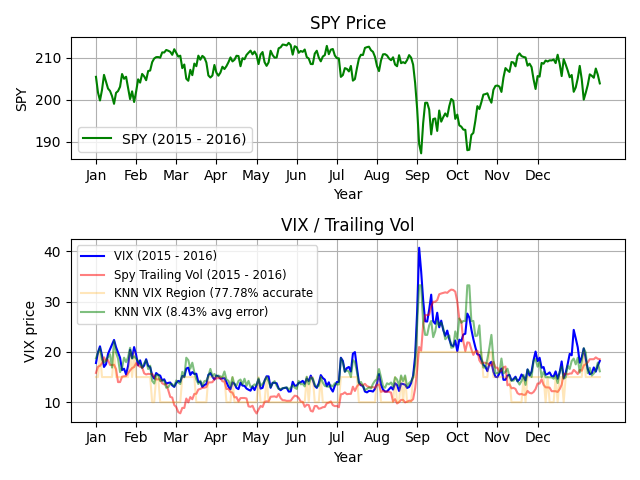 SPY Price
210
200
190
SPY
SPY (2015 - 2016)
Jan Feb Mar Apr May Jun Jul Aug Sep Oct Nov Dec
Year
VIX / Trailing Vol
40
30
20
10
VIX price
VIX (2015 - 2016)
Spy Trailing Vol (2015 - 2016)
KNN VIX Region (77.78% accurate
KNN VIX (8.43% avg error)
Jan Feb Mar Apr May Jun Jul Aug Sep Oct Nov Dec
Year